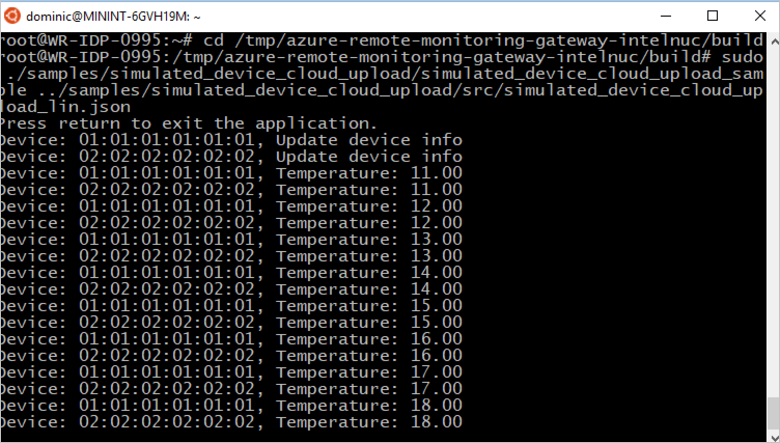 dominic@MININT-6GVH19M: ~
root@WR-IDP-0995:~# cd /tmp/azure-remote-monitoring-gateway-intelnuc/build
root@WR-IDP-0995:/tmp/azure-remote-monitoring-gateway-intelnuc/build# sudo
./samples/simulated_device_cloud_upload/simulated_device_cloud_upload_sam
ple ../samples/simulated_device_cloud_upload/src/simulated_device_cloud_up
load_lin.json
Press return to exit the application.
Device: 01:01:01:01:01:01, Update device info
Device: 02:02:02:02:02:02, Update device info
Device: 01:01:01:01:01:01, Temperature: 11.00
Device: 02:02:02:02:02:02, Temperature: 11.00
Device: 01:01:01:01:01:01, Temperature: 12.00
Device: 02:02:02:02:02:02, Temperature: 12.00
Device: 01:01:01:01:01:01, Temperature: 13.00
Device: 02:02:02:02:02:02, Temperature: 13.00
Device: 01:01:01:01:01:01, Temperature: 14.00
Device: 02:02:02:02:02:02, Temperature: 14.00
Device: 01:01:01:01:01:01, Temperature: 15.00
Device: 02:02:02:02:02:02, Temperature: 15.00
Device: 01:01:01:01:01:01, Temperature: 16.00
Device: 02:02:02:02:02:02, Temperature: 16.00
Device: 01:01:01:01:01:01, Temperature: 17.00
Device: 02:02:02:02:02:02, Temperature: 17.00
Device: 01:01:01:01:01:01, Temperature: 18.00
Device: 02:02:02:02:02:02, Temperature: 18.00